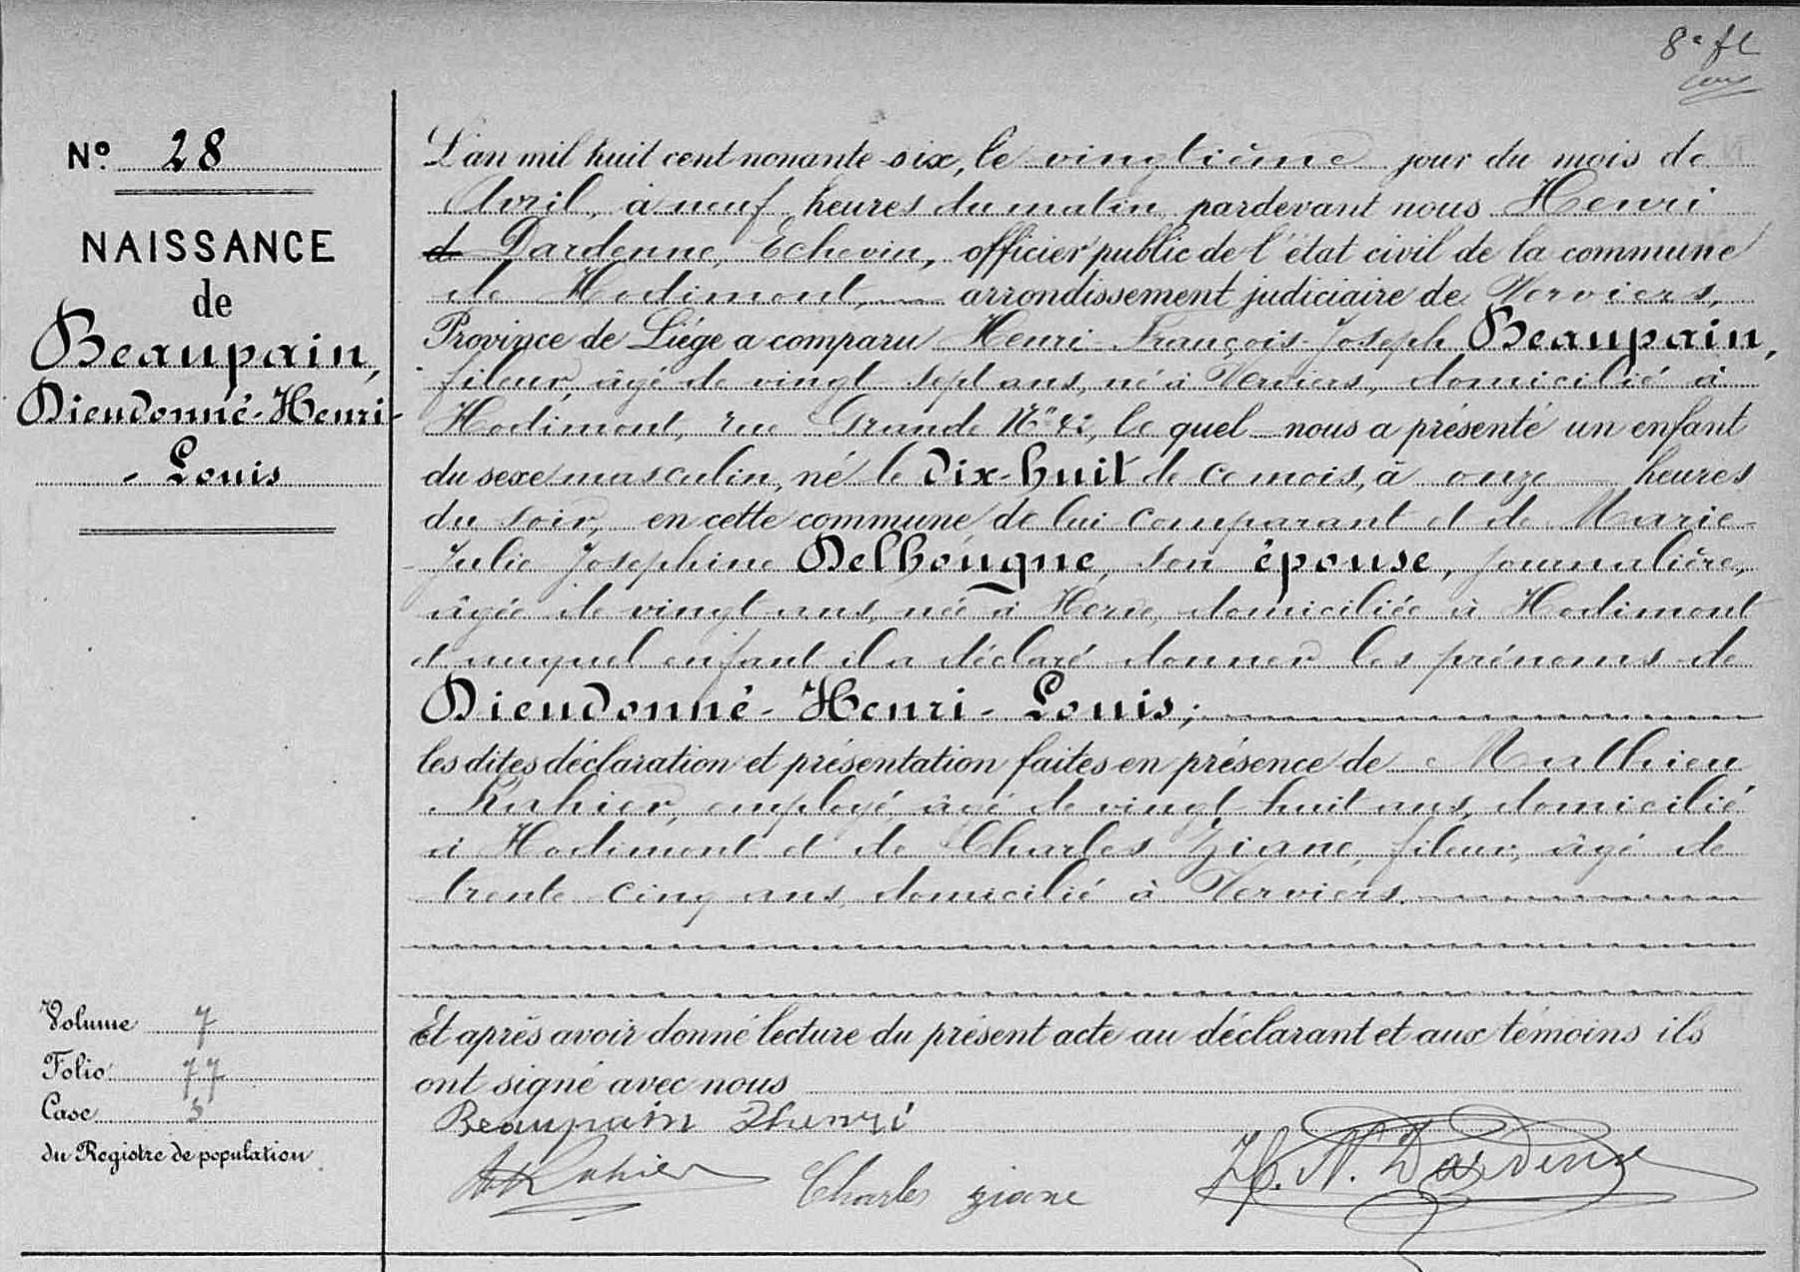 8e fl
No 28
NAISSANCE
de
Beaupain,
Dieudonné-Henri-
Louis
L'an mil huit cent nonante-six, le vingtième jour du mois de
Avril, à neuf heures du matin pardevant nous Henri
Dardenne, Echevin, officier public de l'état civil de la commune
de Hodimont, arrondissement judiciaire de Verviers,
Province de Liége a comparu Henri-François-Joseph Beaupain,
fileur, âgé de vingt-sept ans, né à Verviers, domicilié à
Hodimont, rue Grande No 42, le quel nous a présenté un enfant
du sexe masculin, né le dix-huit de ce mois, à onze heures
du soir, en cette commune de lui comparant et de Marie-
Julie Josephine Delhougne, son épouse, journalière,
âgée de vingt ans, née à Herve, domiciliée à Hodimont
et auquel enfant il a déclaré donner les prénoms de
Dieudonné-Henri-Louis;
les dites déclaration et présentation faites en présence de Mathieu
Rahier, employé, âgé de vingt-huit ans, domicilié
à Hodimont et de Charles Ziane, fileur, âgé de
trente cinq ans, domicilié à Verviers.
Et après avoir donné lecture du présent acte au déclarant et aux témoins ils
ont signé avec nous
Beaupain Henri
Rahier Charles Ziane H. N. Dardenne
Volume 7
Folio 77
Case 3
du Registre de population